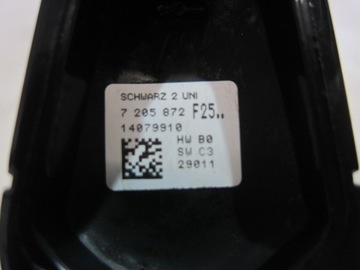 SCHWARZ 2 UNI
7 205 872 F25..
14079910
HW B0
SW C3
29011